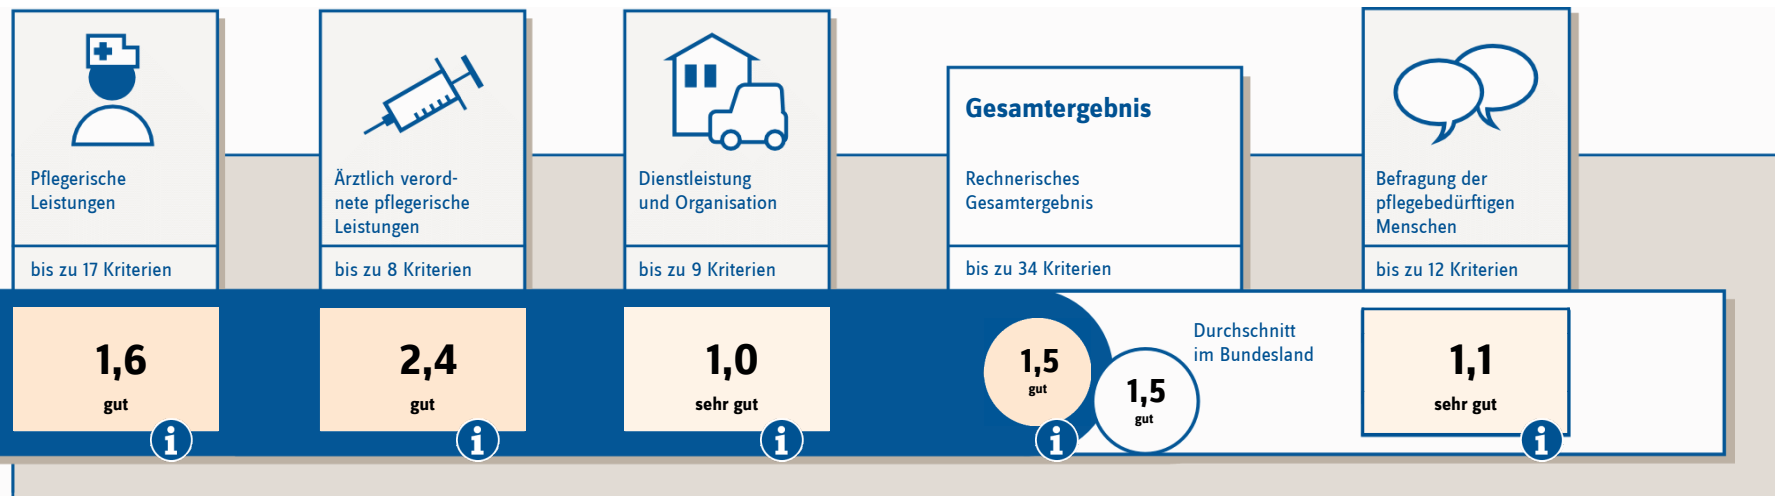 Pflegerische
Leistungen
bis zu 17 Kriterien
1,6
gut
i
Ärztlich verord-
nete pflegerische
Leistungen
bis zu 8 Kriterien
2,4
gut
i
Dienstleistung
und Organisation
bis zu 9 Kriterien
1,0
sehr gut
i
Gesamtergebnis
Rechnerisches
Gesamtergebnis
bis zu 34 Kriterien
1,5
gut
i
Durchschnitt
im Bundesland
1,5
gut
Befragung der
pflegebedürftigen
Menschen
bis zu 12 Kriterien
1,1
sehr gut
i